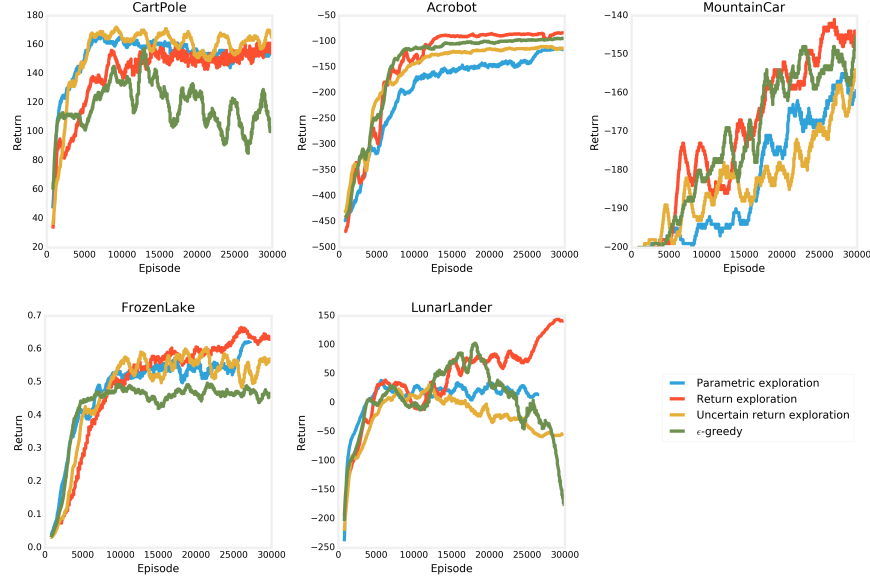 CartPole
180
160
140
120
100
80
60
40
20
Return
0 5000 10000 15000 20000 25000 30000
Episode
Acrobot
−50
−100
−150
−200
−250
−300
−350
−400
−450
−500
Return
0 5000 10000 15000 20000 25000 30000
Episode
MountainCar
−140
−150
−160
−170
−180
−190
−200
Return
0 5000 10000 15000 20000 25000 30000
Episode
FrozenLake
0.7
0.6
0.5
0.4
0.3
0.2
0.1
0.0
Return
0 5000 10000 15000 20000 25000 30000
Episode
LunarLander
150
100
50
0
−50
−100
−150
−200
−250
Return
0 5000 10000 15000 20000 25000 30000
Episode
Parametric exploration
Return exploration
Uncertain return exploration
ϵ-greedy